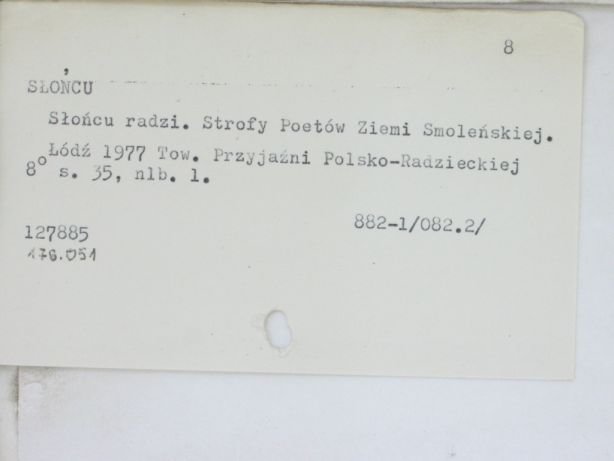 8
SŁOŃCU
Słońcu radzi. Strofy Poetów Ziemi Smoleńskiej.
Łódź 1977 Tow. Przyjaźni Polsko-Radzieckiej
8° s. 35, nlb. 1.
127885 882-1/082.2/
176.051